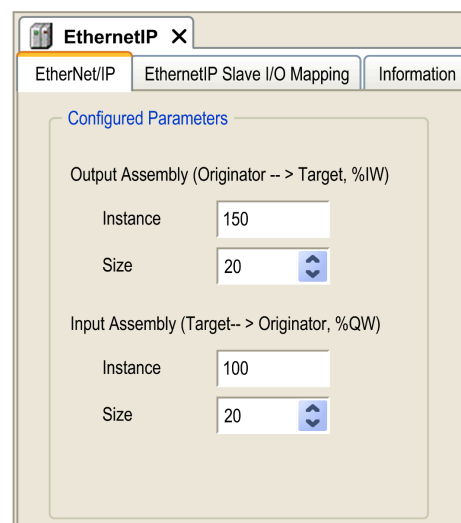 EthernetIP X
EtherNet/IP EthernetIP Slave I/O Mapping Information
Configured Parameters
Output Assembly (Originator -- > Target, %IW)
Instance 150
Size 20
Input Assembly (Target-- > Originator, %QW)
Instance 100
Size 20